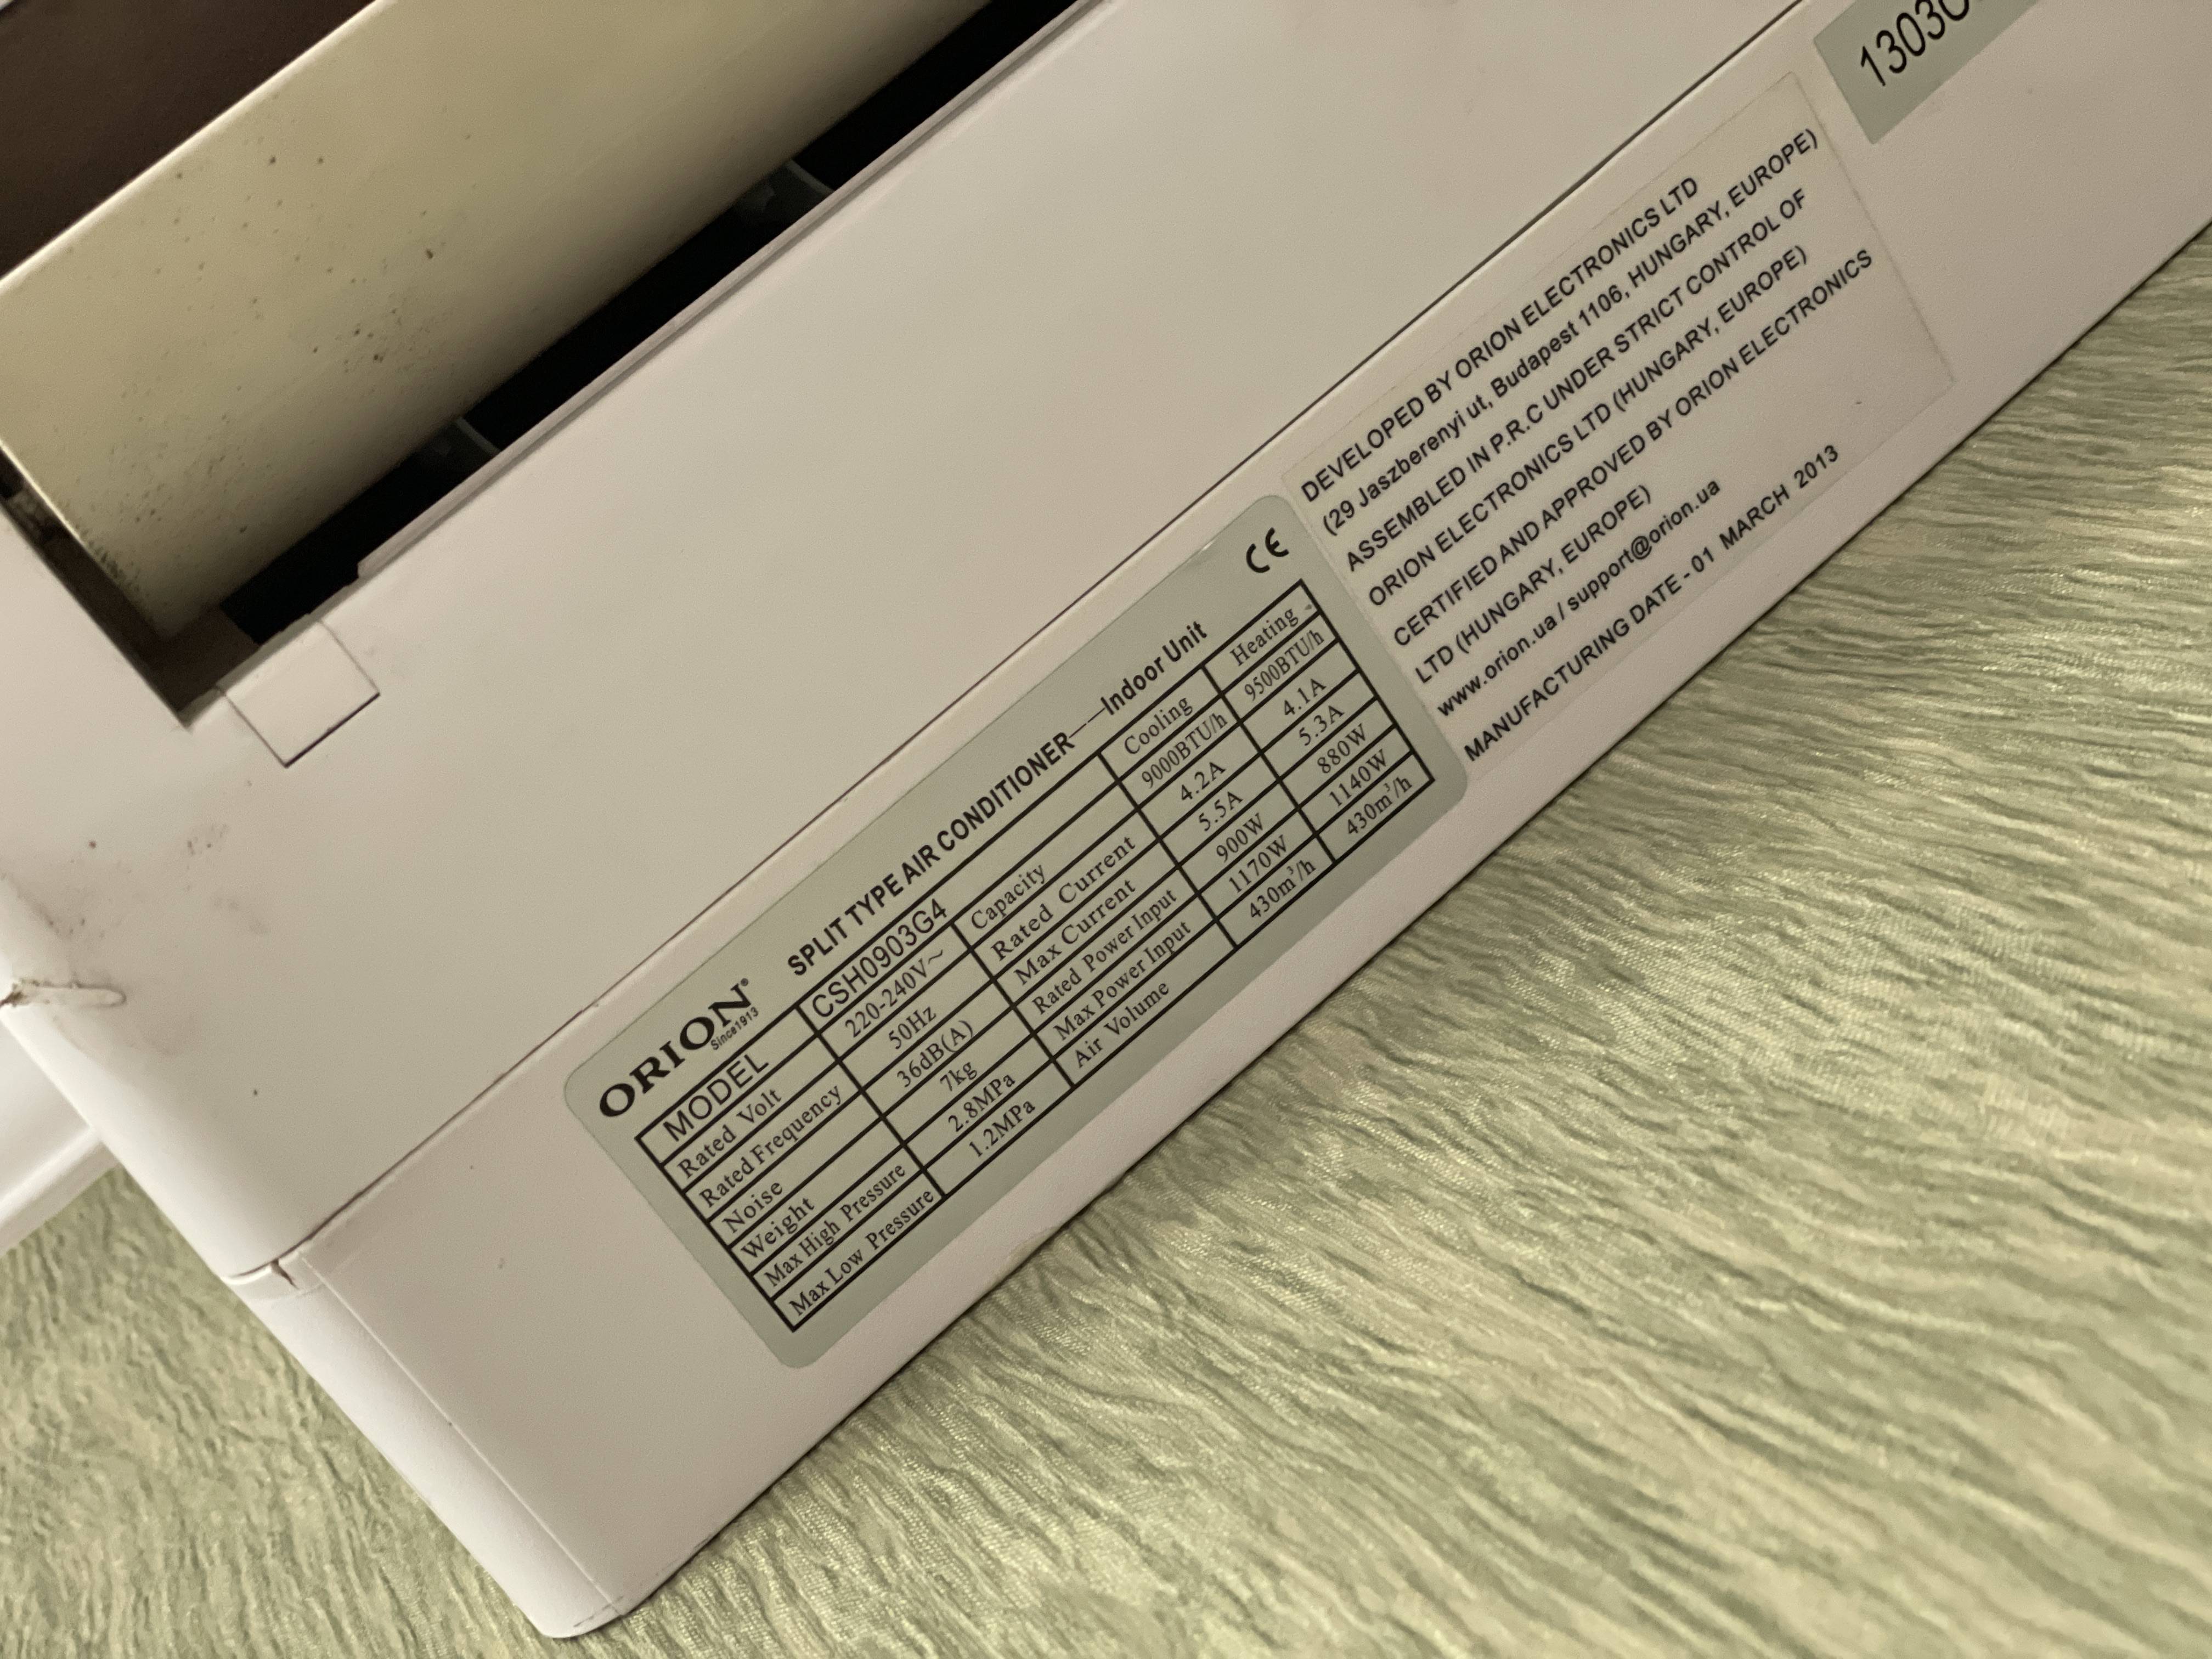 ORION®
Since1913
SPLIT TYPE AIR CONDITIONER——Indoor Unit
CE
MODEL CSH0903G4 Cooling Heating
Rated Volt 220-240V~ Capacity 9000BTU/h 9500BTU/h
Rated Frequency 50Hz Rated Current 4.2A 4.1A
Noise 36dB(A) Max Current 5.5A 5.3A
Weight 7kg Rated Power Input 900W 880W
Max High Pressure 2.8MPa Max Power Input 1170W 1140W
Max Low Pressure 1.2MPa Air Volume 430m³/h 430m³/h
DEVELOPED BY ORION ELECTRONICS LTD
(29 Jaszberenyi ut, Budapest 1106, HUNGARY, EUROPE)
ASSEMBLED IN P.R.C UNDER STRICT CONTROL OF
ORION ELECTRONICS LTD (HUNGARY, EUROPE)
CERTIFIED AND APPROVED BY ORION ELECTRONICS
LTD (HUNGARY, EUROPE)
www.orion.ua / support@orion.ua
MANUFACTURING DATE - 01 MARCH 2013